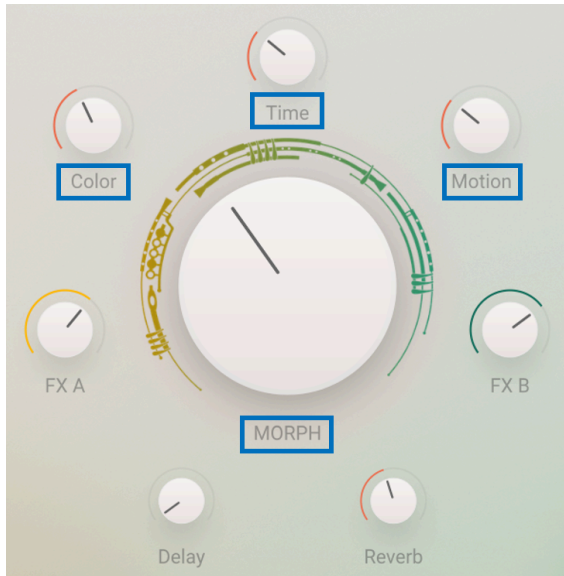 Time
Color
Motion
FX A
FX B
MORPH
Delay
Reverb